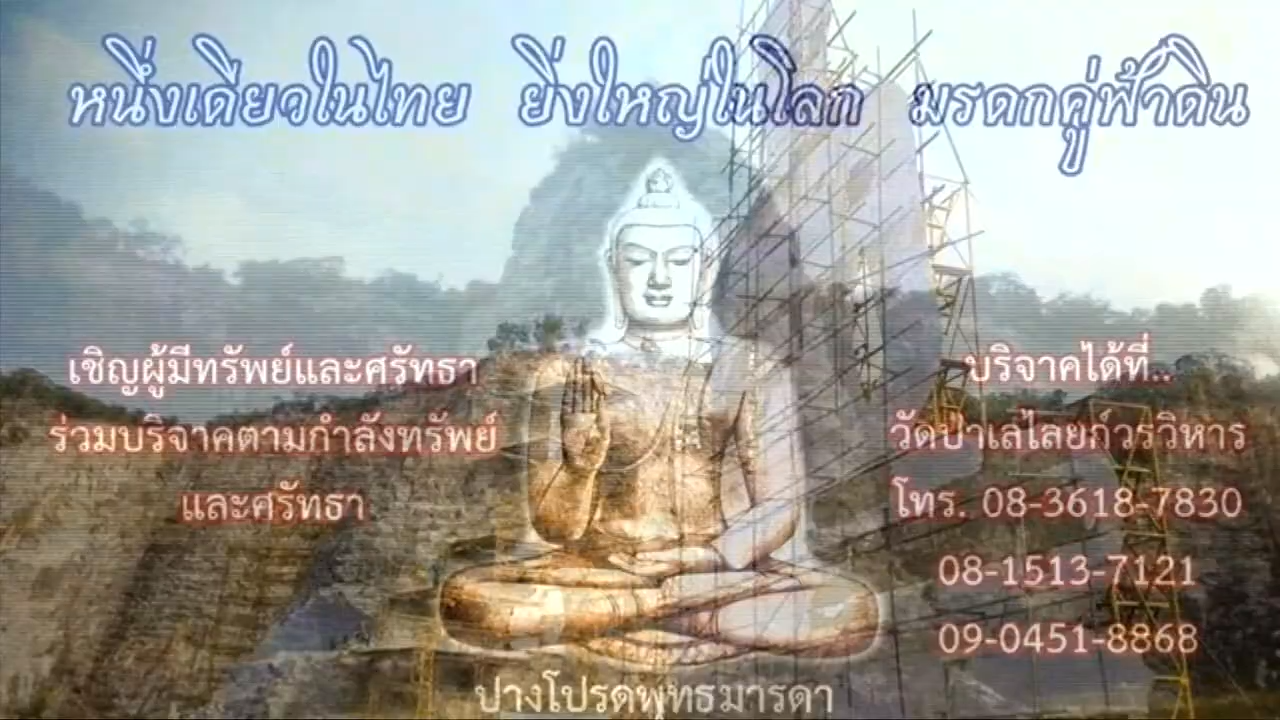 หนึ่งเดียวในไทย ยิ่งใหญ่ในโลก มรดกคู่ฟ้าดิน
เชิญผู้มีทรัพย์และศรัทธา
ร่วมบริจาคตามกำลังทรัพย์
และศรัทธา
บริจาคได้ที่..
วัดป่าเลไลยก์วรวิหาร
โทร. 08-3618-7830
08-1513-7121
09-0451-8868
ปางโปรดพุทธมารดา